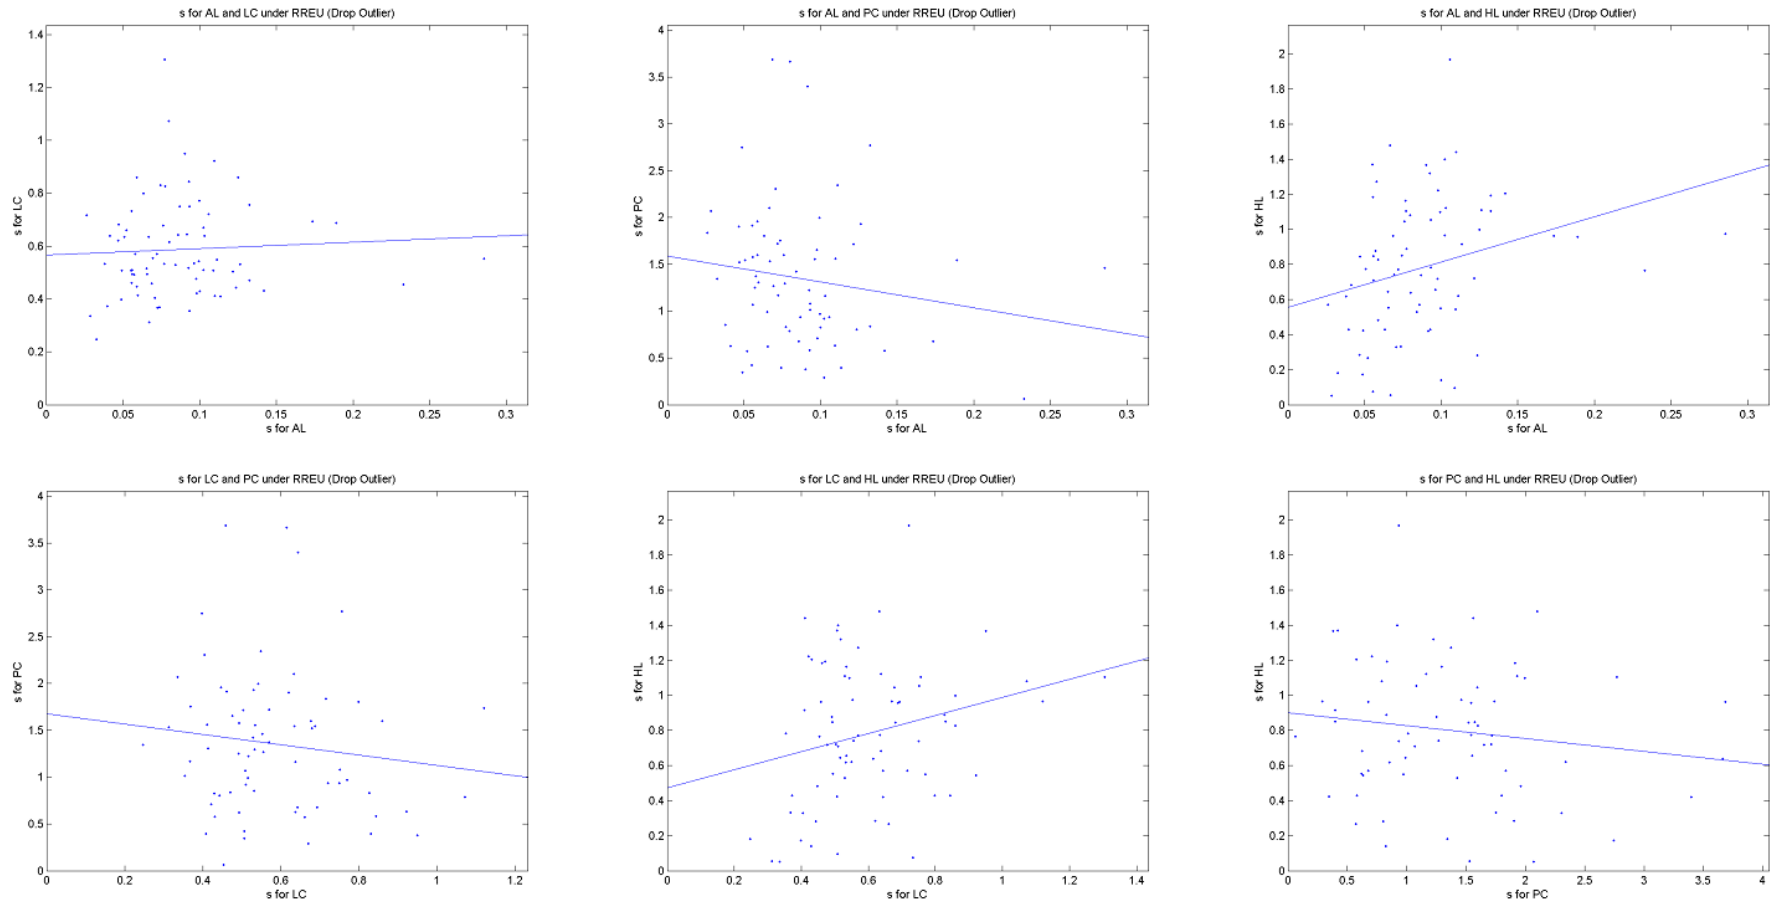 s for AL and LC under RREU (Drop Outlier)
1.4
1.2
1
0.8
0.6
0.4
0.2
0
s for LC
0 0.05 0.1 0.15 0.2 0.25 0.3
s for AL
s for AL and PC under RREU (Drop Outlier)
4
3.5
3
2.5
2
1.5
1
0.5
0
s for PC
0 0.05 0.1 0.15 0.2 0.25 0.3
s for AL
s for AL and HL under RREU (Drop Outlier)
2
1.8
1.6
1.4
1.2
1
0.8
0.6
0.4
0.2
0
s for HL
0 0.05 0.1 0.15 0.2 0.25 0.3
s for AL
s for LC and PC under RREU (Drop Outlier)
4
3.5
3
2.5
2
1.5
1
0.5
0
s for PC
0 0.2 0.4 0.6 0.8 1 1.2
s for LC
s for LC and HL under RREU (Drop Outlier)
2
1.8
1.6
1.4
1.2
1
0.8
0.6
0.4
0.2
0
s for HL
0 0.2 0.4 0.6 0.8 1 1.2 1.4
s for LC
s for PC and HL under RREU (Drop Outlier)
2
1.8
1.6
1.4
1.2
1
0.8
0.6
0.4
0.2
0
s for HL
0 0.5 1 1.5 2 2.5 3 3.5 4
s for PC